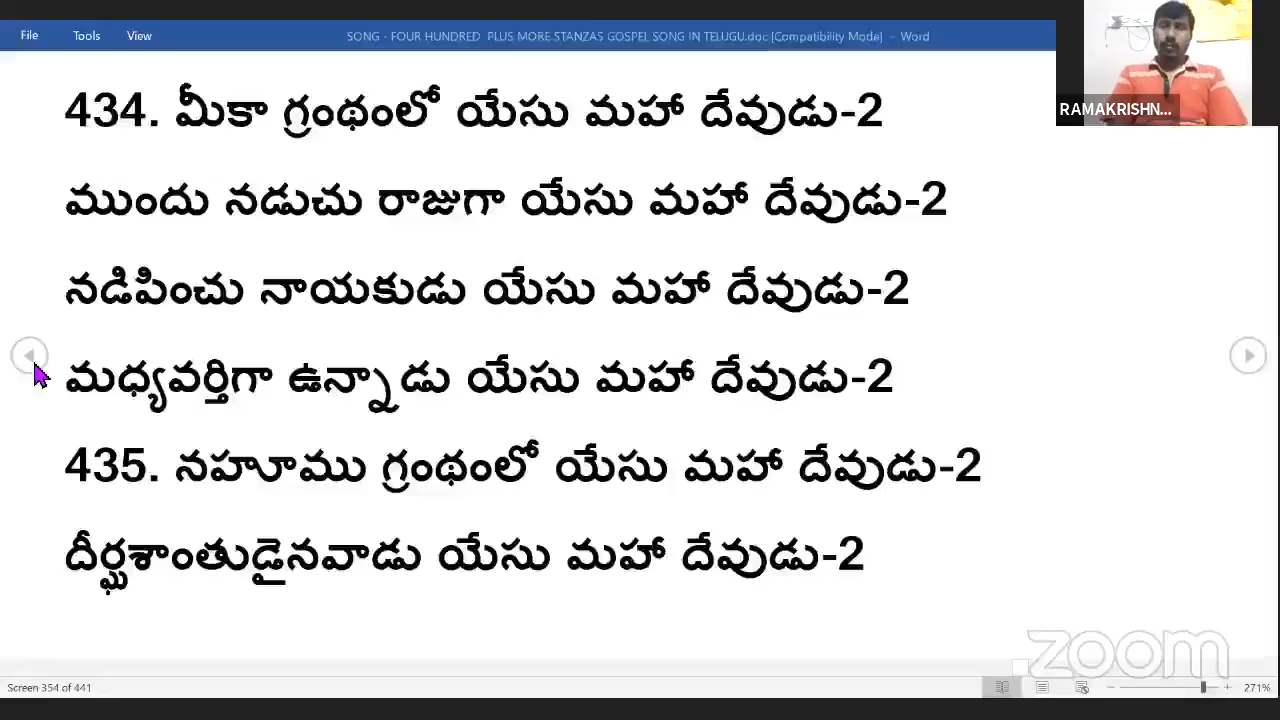 File Tools View SONG - FOUR HUNDRED PLUS MORE STANZAS GOSPEL SONG IN TELUGU.doc [Compatibility Mode] - Word
RAMAKRISHN...
434. మీకా గ్రంథంలో యేసు మహా దేవుడు-2
ముందు నడుచు రాజుగా యేసు మహా దేవుడు-2
నడిపించు నాయకుడు యేసు మహా దేవుడు-2
మధ్యవర్తిగా ఉన్నాడు యేసు మహా దేవుడు-2
435. నహూము గ్రంథంలో యేసు మహా దేవుడు-2
దీర్ఘశాంతుడైనవాడు యేసు మహా దేవుడు-2
zoom
Screen 354 of 441 271%